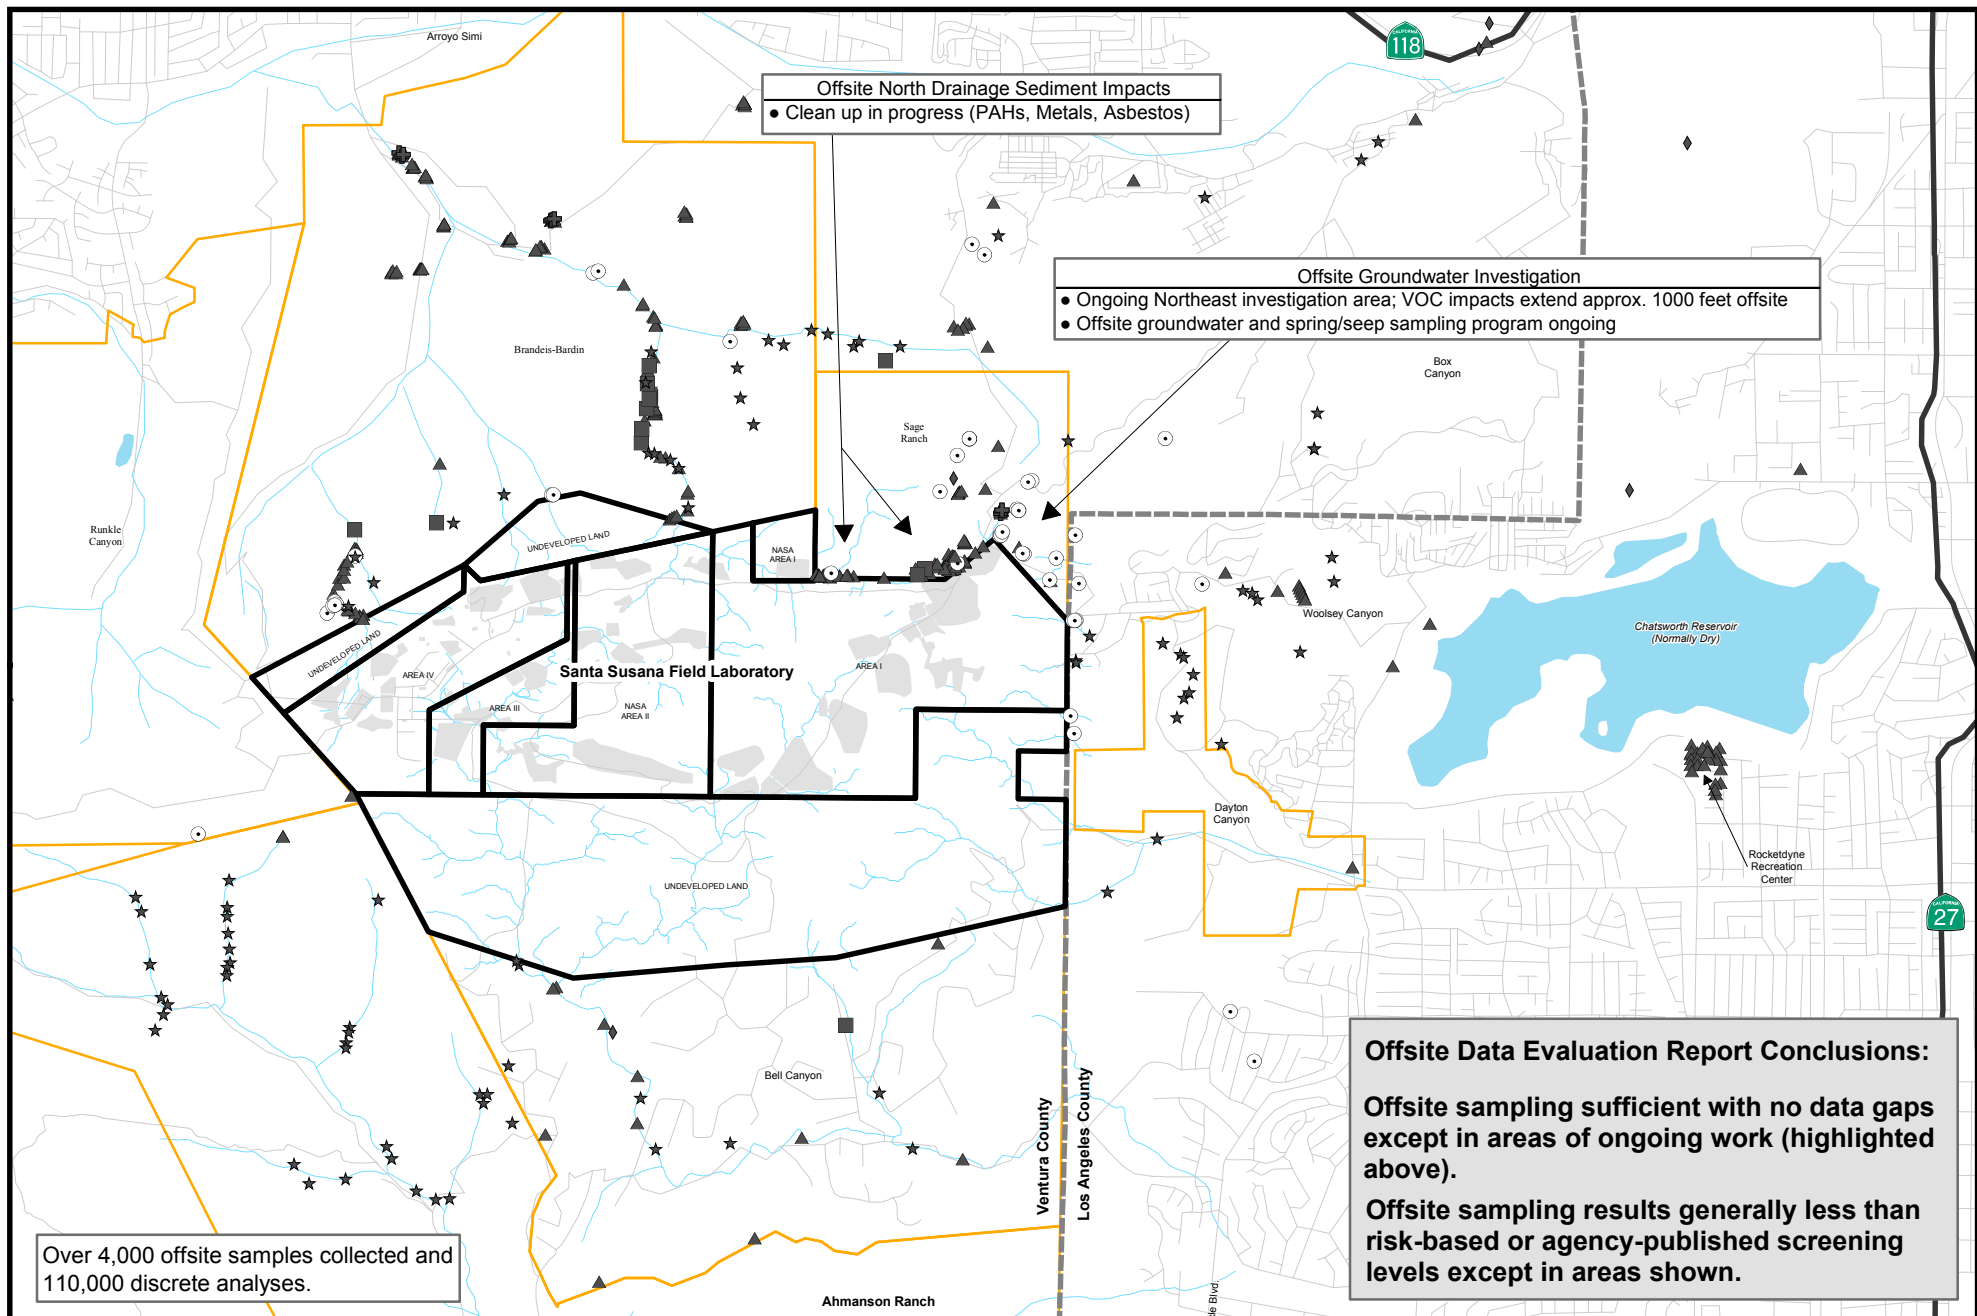 Arroyo Simi
CALIFORNIA
118
Offsite North Drainage Sediment Impacts
● Clean up in progress (PAHs, Metals, Asbestos)
Offsite Groundwater Investigation
● Ongoing Northeast investigation area; VOC impacts extend approx. 1000 feet offsite
● Offsite groundwater and spring/seep sampling program ongoing
Brandeis-Bardin
Box
Canyon
Sage
Ranch
Runkle
Canyon
UNDEVELOPED LAND
NASA
AREA I
Woolsey Canyon
Chatsworth Reservoir
(Normally Dry)
UNDEVELOPED LAND
AREA IV
Santa Susana Field Laboratory
AREA I
AREA III
NASA
AREA II
Dayton
Canyon
Rocketdyne
Recreation
Center
UNDEVELOPED LAND
CALIFORNIA
27
Bell Canyon
Ventura County
Los Angeles County
Offsite Data Evaluation Report Conclusions:
Offsite sampling sufficient with no data gaps
except in areas of ongoing work (highlighted
above).
Offsite sampling results generally less than
risk-based or agency-published screening
levels except in areas shown.
Over 4,000 offsite samples collected and
110,000 discrete analyses.
Ahmanson Ranch
Blvd.